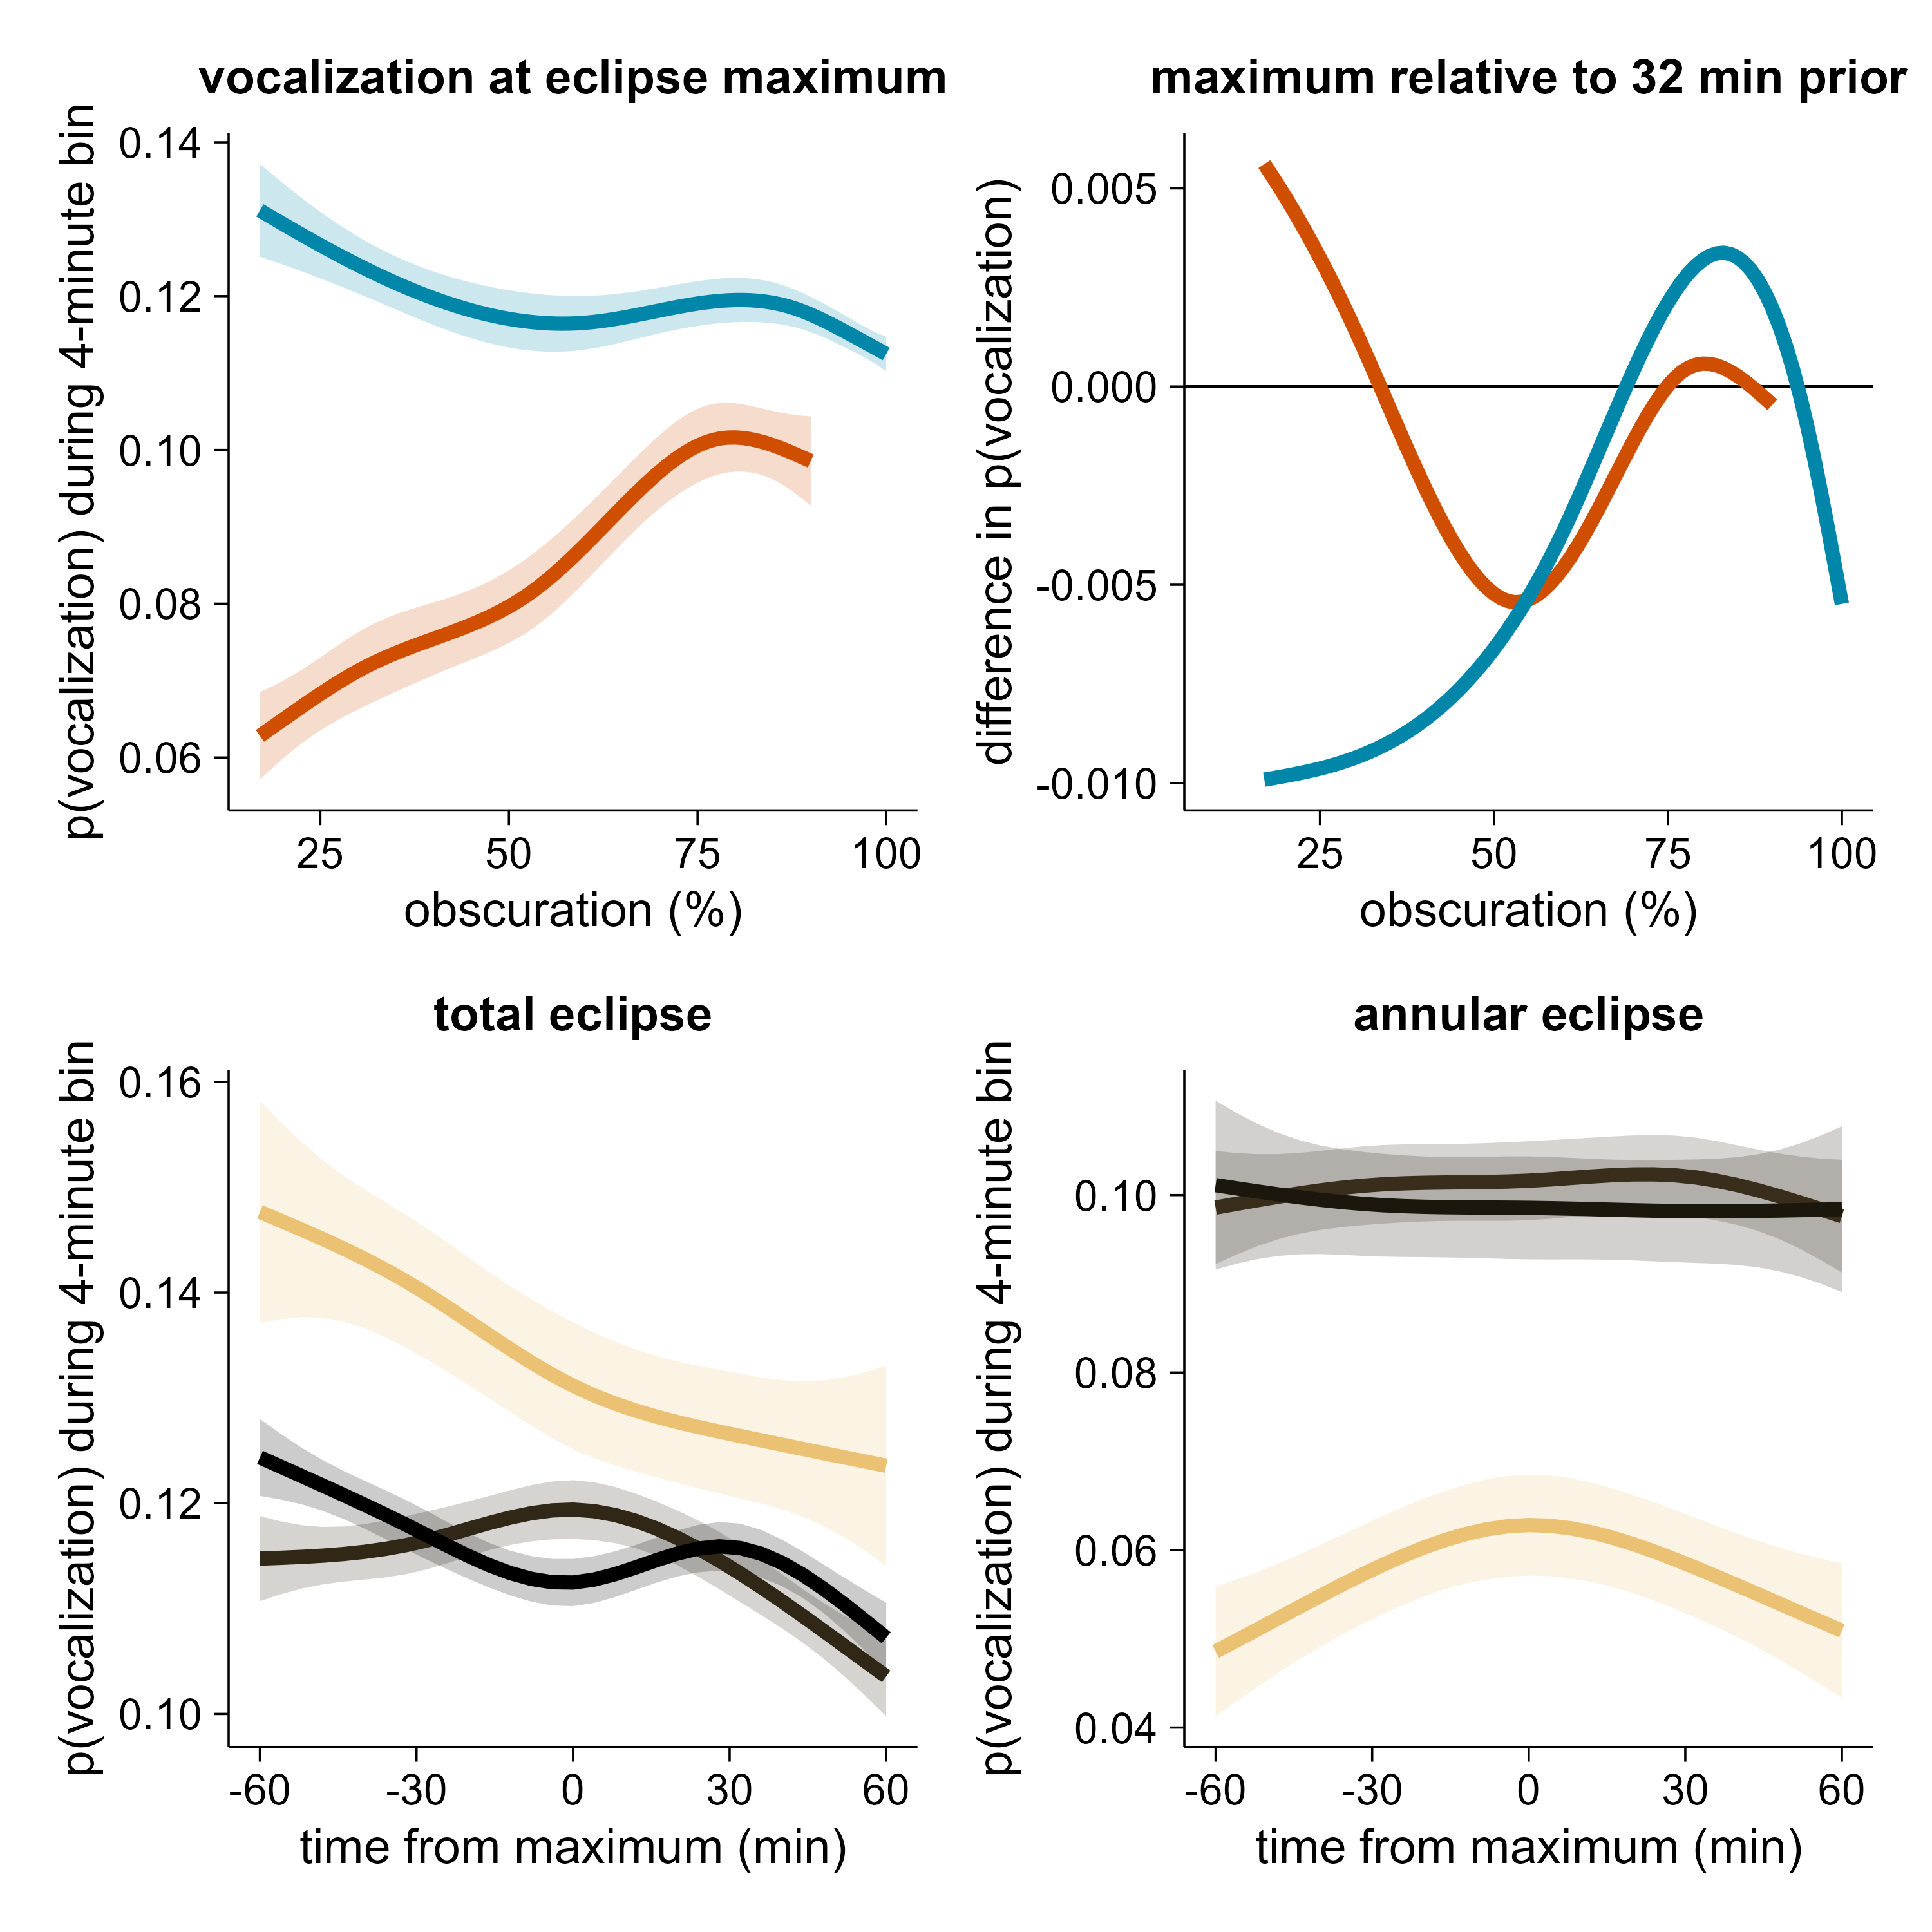 vocalization at eclipse maximum
p(vocalization) during 4-minute bin
0.14
0.12
0.10
0.08
0.06
25 50 75 100
obscuration (%)
maximum relative to 32 min prior
difference in p(vocalization)
0.005
0.000
-0.005
-0.010
25 50 75 100
obscuration (%)
total eclipse
p(vocalization) during 4-minute bin
0.16
0.14
0.12
0.10
-60 -30 0 30 60
time from maximum (min)
annular eclipse
p(vocalization) during 4-minute bin
0.10
0.08
0.06
0.04
-60 -30 0 30 60
time from maximum (min)